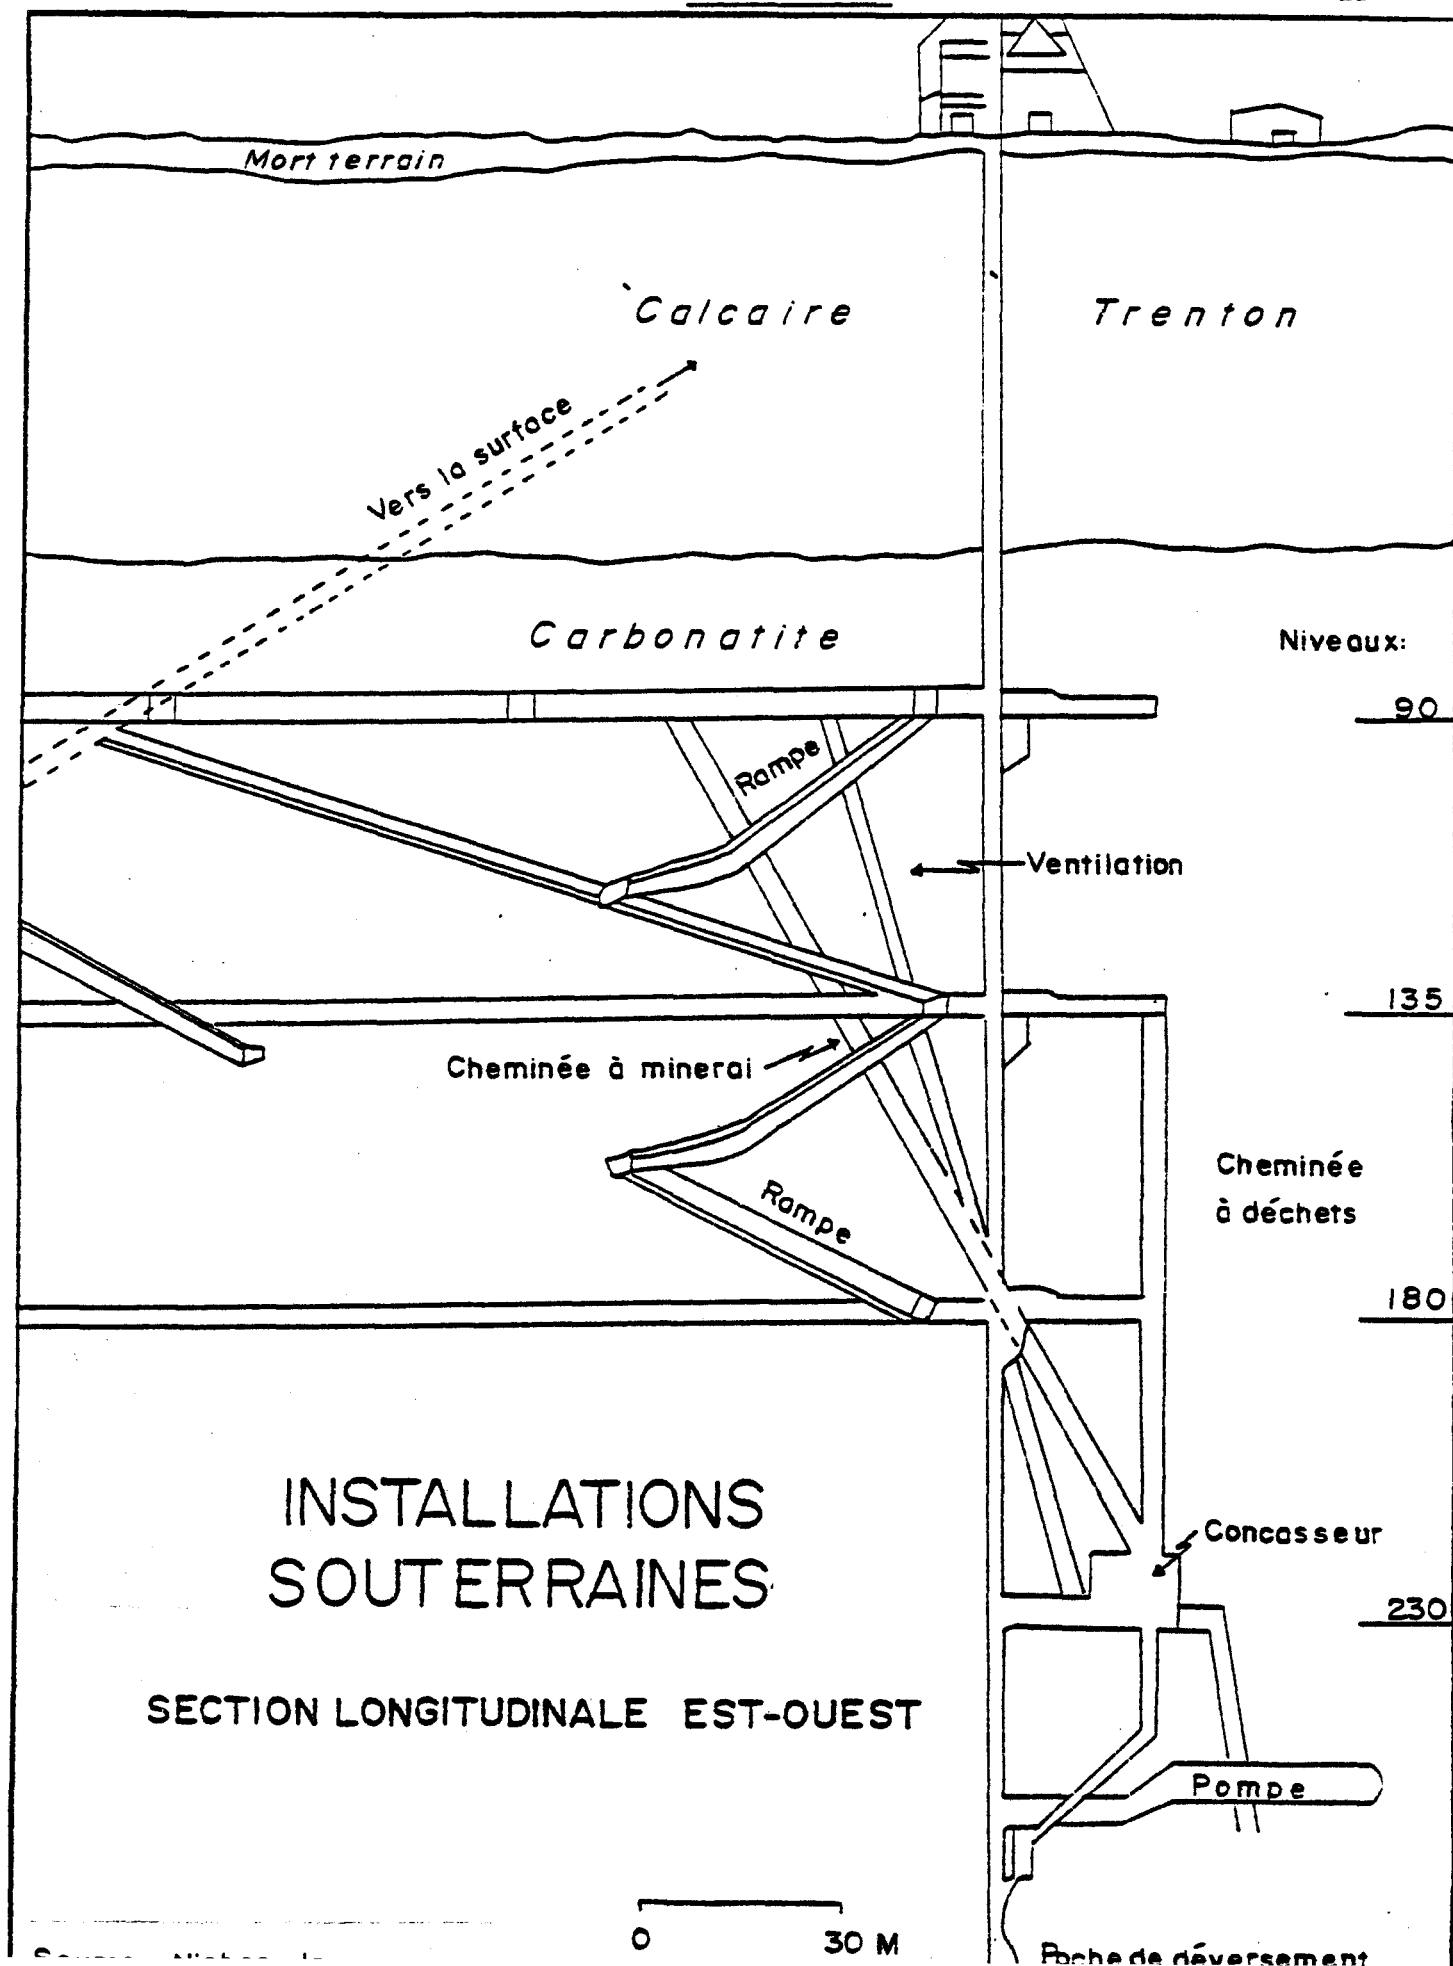 Mort terrain
Calcaire Trenton
Vers la surface
Carbonatite
Niveaux:
90
Rampe
Ventilation
135
Cheminée à minerai
Cheminée
à déchets
Rampe
180
INSTALLATIONS
SOUTERRAINES
Concasseur
230
SECTION LONGITUDINALE EST-OUEST
Pompe
0 30 M
Poche de déversement